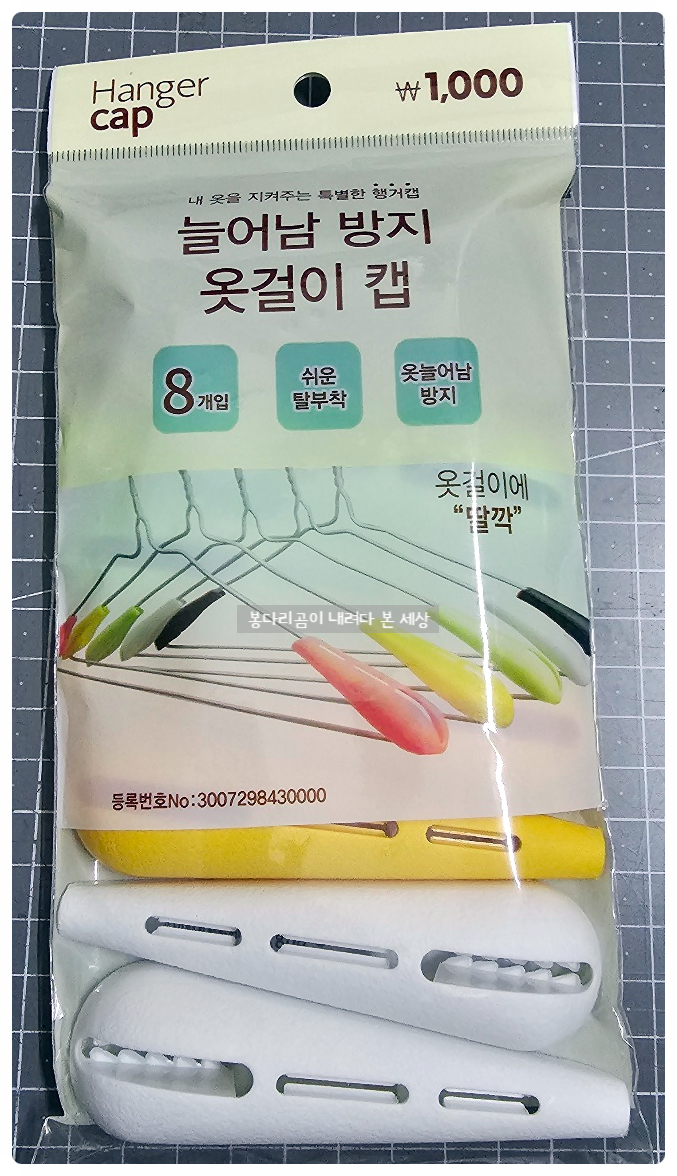 Hanger
cap
₩1,000
내 옷을 지켜주는 특별한 행거캡
늘어남 방지
옷걸이 캡
8개입
쉬운
탈부착
옷늘어남
방지
옷걸이에
“딸깍”
봉다리곰이 내려다 본 세상
등록번호No:3007298430000